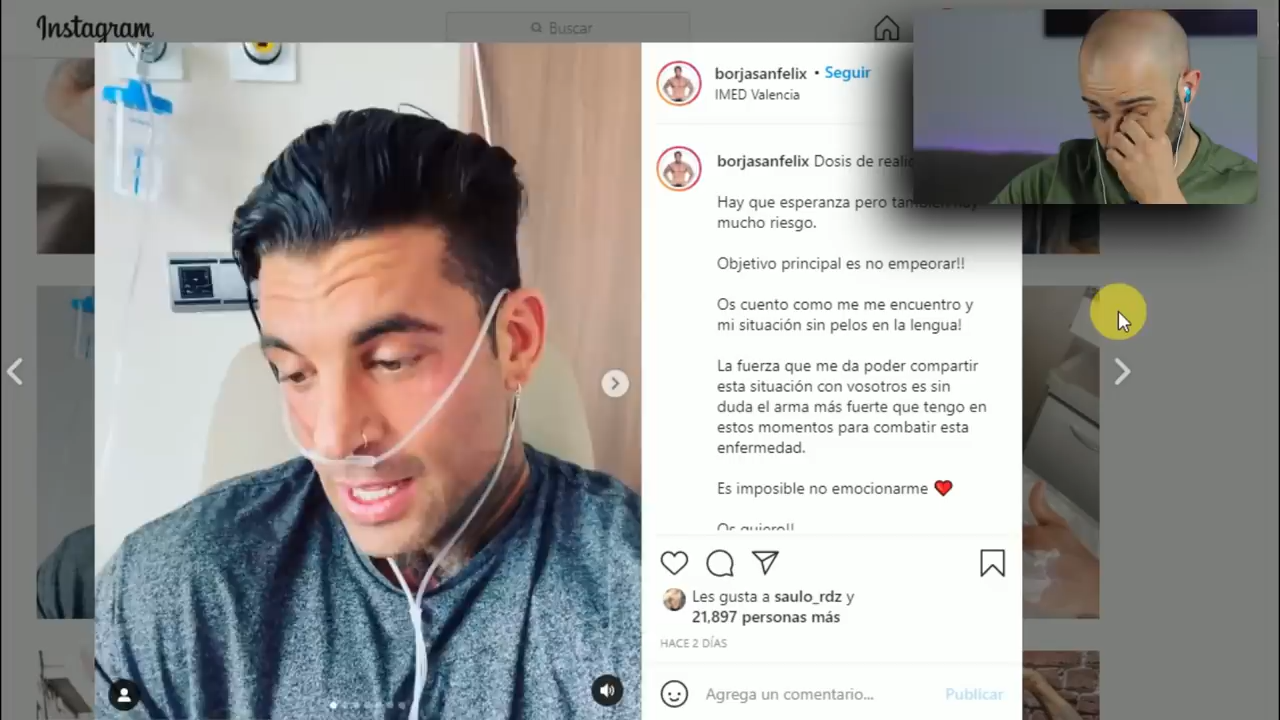 Instagram
Buscar
borjasanfelix • Seguir
IMED Valencia
borjasanfelix Dosis de
Hay que esperanza pero
mucho riesgo.
Objetivo principal es no empeorar!!
Os cuento como me me encuentro y
mi situación sin pelos en la lengua!
La fuerza que me da poder compartir
esta situación con vosotros es sin
duda el arma más fuerte que tengo en
estos momentos para combatir esta
enfermedad.
Es imposible no emocionarme ❤️
Os quiero!!
Les gusta a saulo_rdz y
21,897 personas más
HACE 2 DÍAS
Agrega un comentario... Publicar